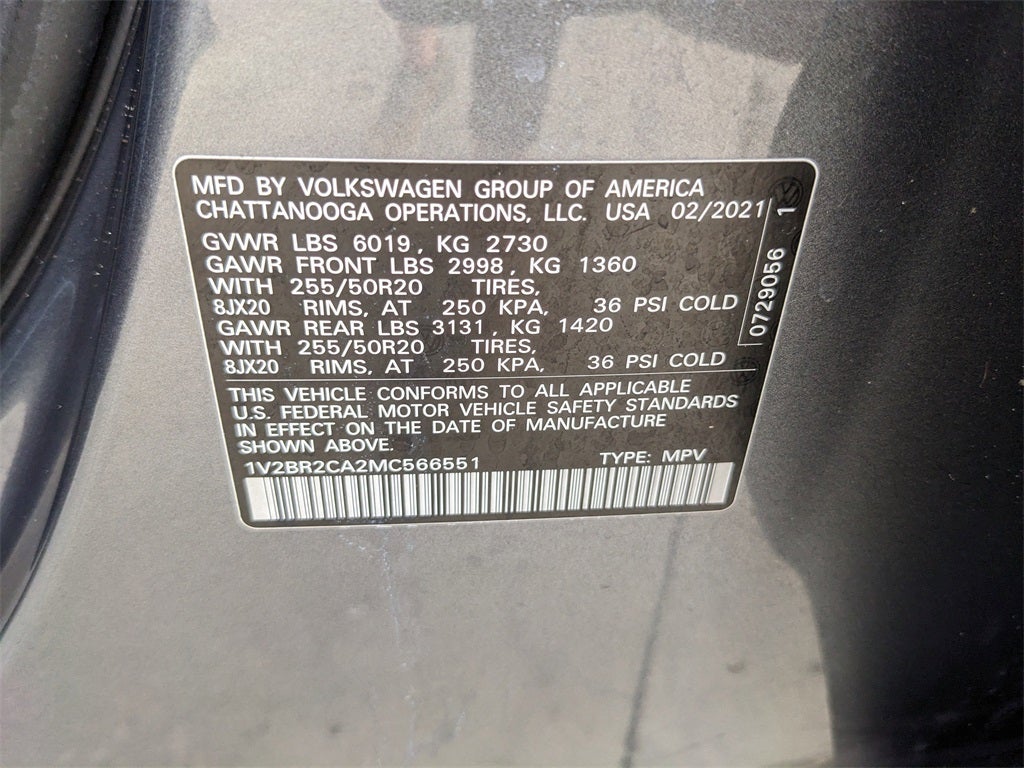 MFD BY VOLKSWAGEN GROUP OF AMERICA
CHATTANOOGA OPERATIONS, LLC. USA 02/2021
GVWR LBS 6019, KG 2730
GAWR FRONT LBS 2998, KG 1360
WITH 255/50R20 TIRES,
8JX20 RIMS, AT 250 KPA, 36 PSI COLD
GAWR REAR LBS 3131, KG 1420
WITH 255/50R20 TIRES,
8JX20 RIMS, AT 250 KPA, 36 PSI COLD
THIS VEHICLE CONFORMS TO ALL APPLICABLE
U.S. FEDERAL MOTOR VEHICLE SAFETY STANDARDS
IN EFFECT ON THE DATE OF MANUFACTURE
SHOWN ABOVE.
1V2BR2CA2MC566551 TYPE: MPV
0729056 1